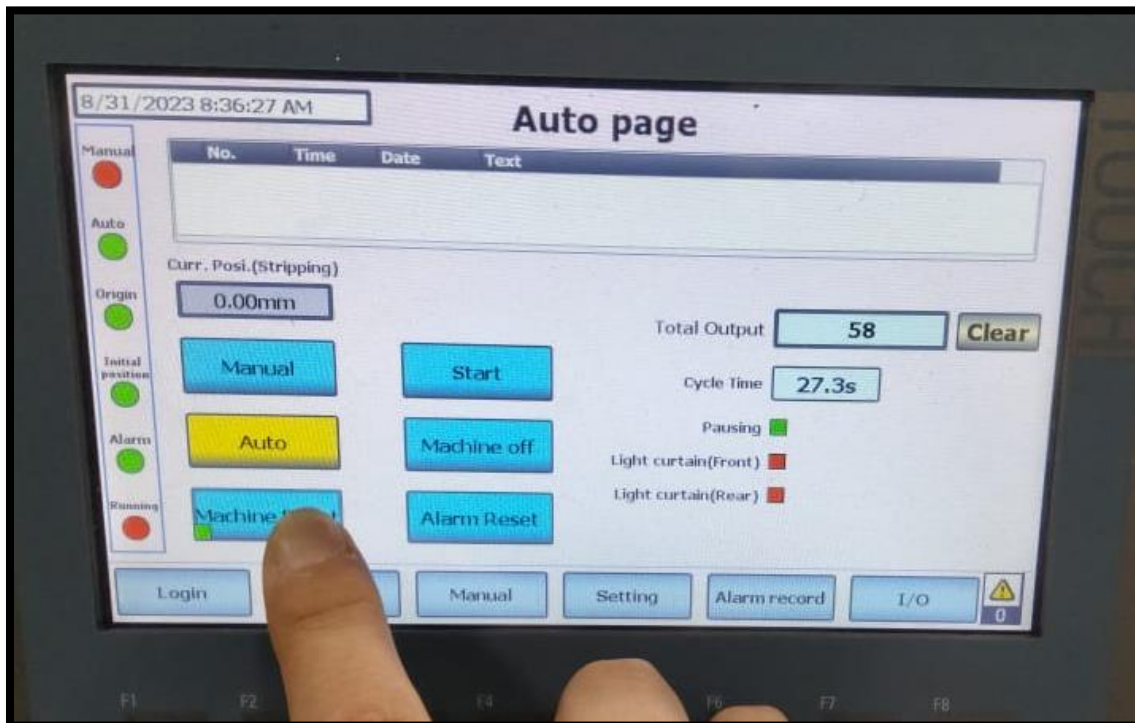 8/31/2023 8:36:27 AM
Auto page
Manual
No. Time Date Text
Auto
Curr. Posi.(Stripping)
Origin
0.00mm
Total Output 58 Clear
Initial position
Manual Start
Cycle Time 27.3s
Pausing
Alarm
Auto Machine off
Light curtain(Front)
Light curtain(Rear)
Running
Machine
Alarm Reset
Login Manual Setting Alarm record I/O
0
F1 F2 F4 F6 F7 F8
TOUCH